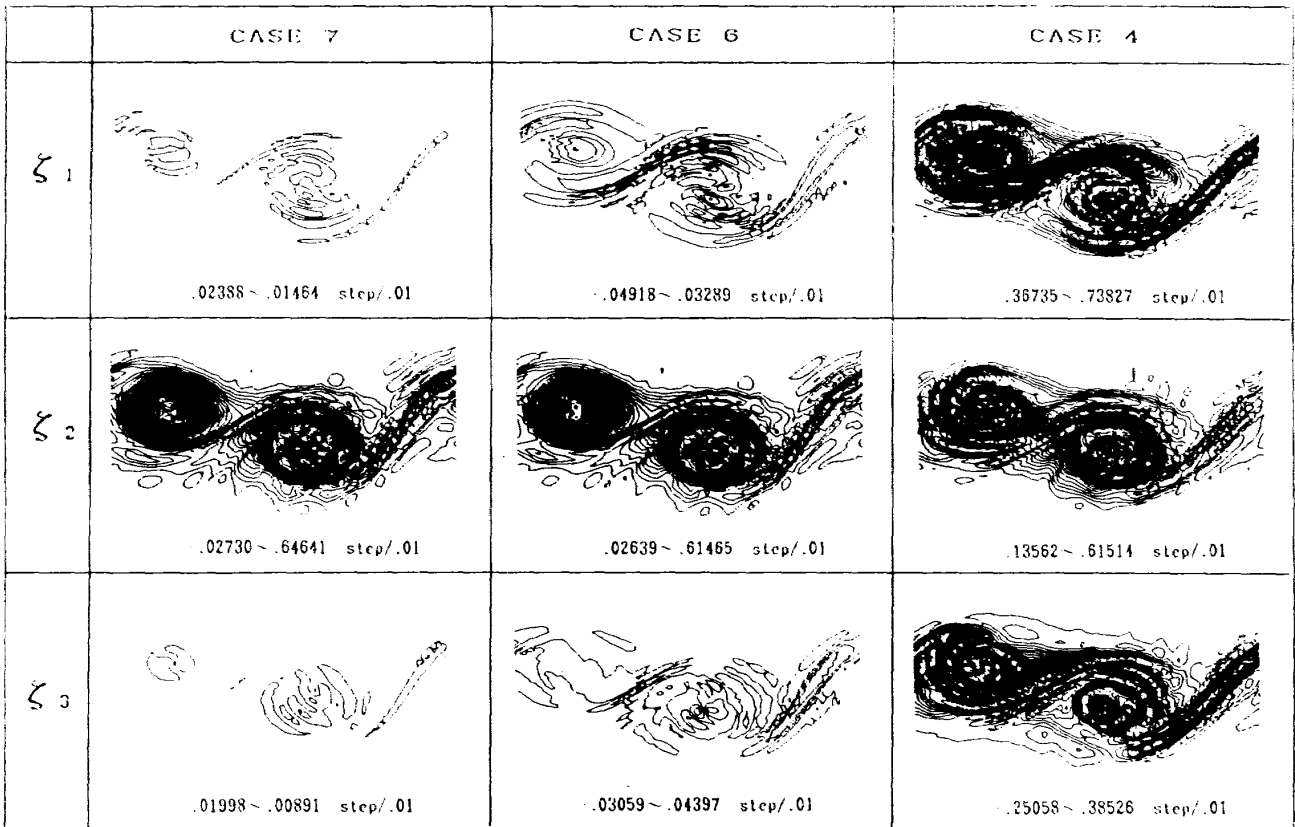 CASE 7 CASE 6 CASE 4
ζ 1
.02388 ~ .01464 step/.01 -.04918 ~ .03289 step/.01 .36735 ~ .73827 step/.01
ζ 2
-.02730 ~ .64641 step/.01 .02639 ~ .61465 step/.01 .13562 ~ .61514 step/.01
ζ 3
.01998 ~ .00891 step/.01 -.03059 ~ .04397 step/.01 -.25058 ~ .38526 step/.01